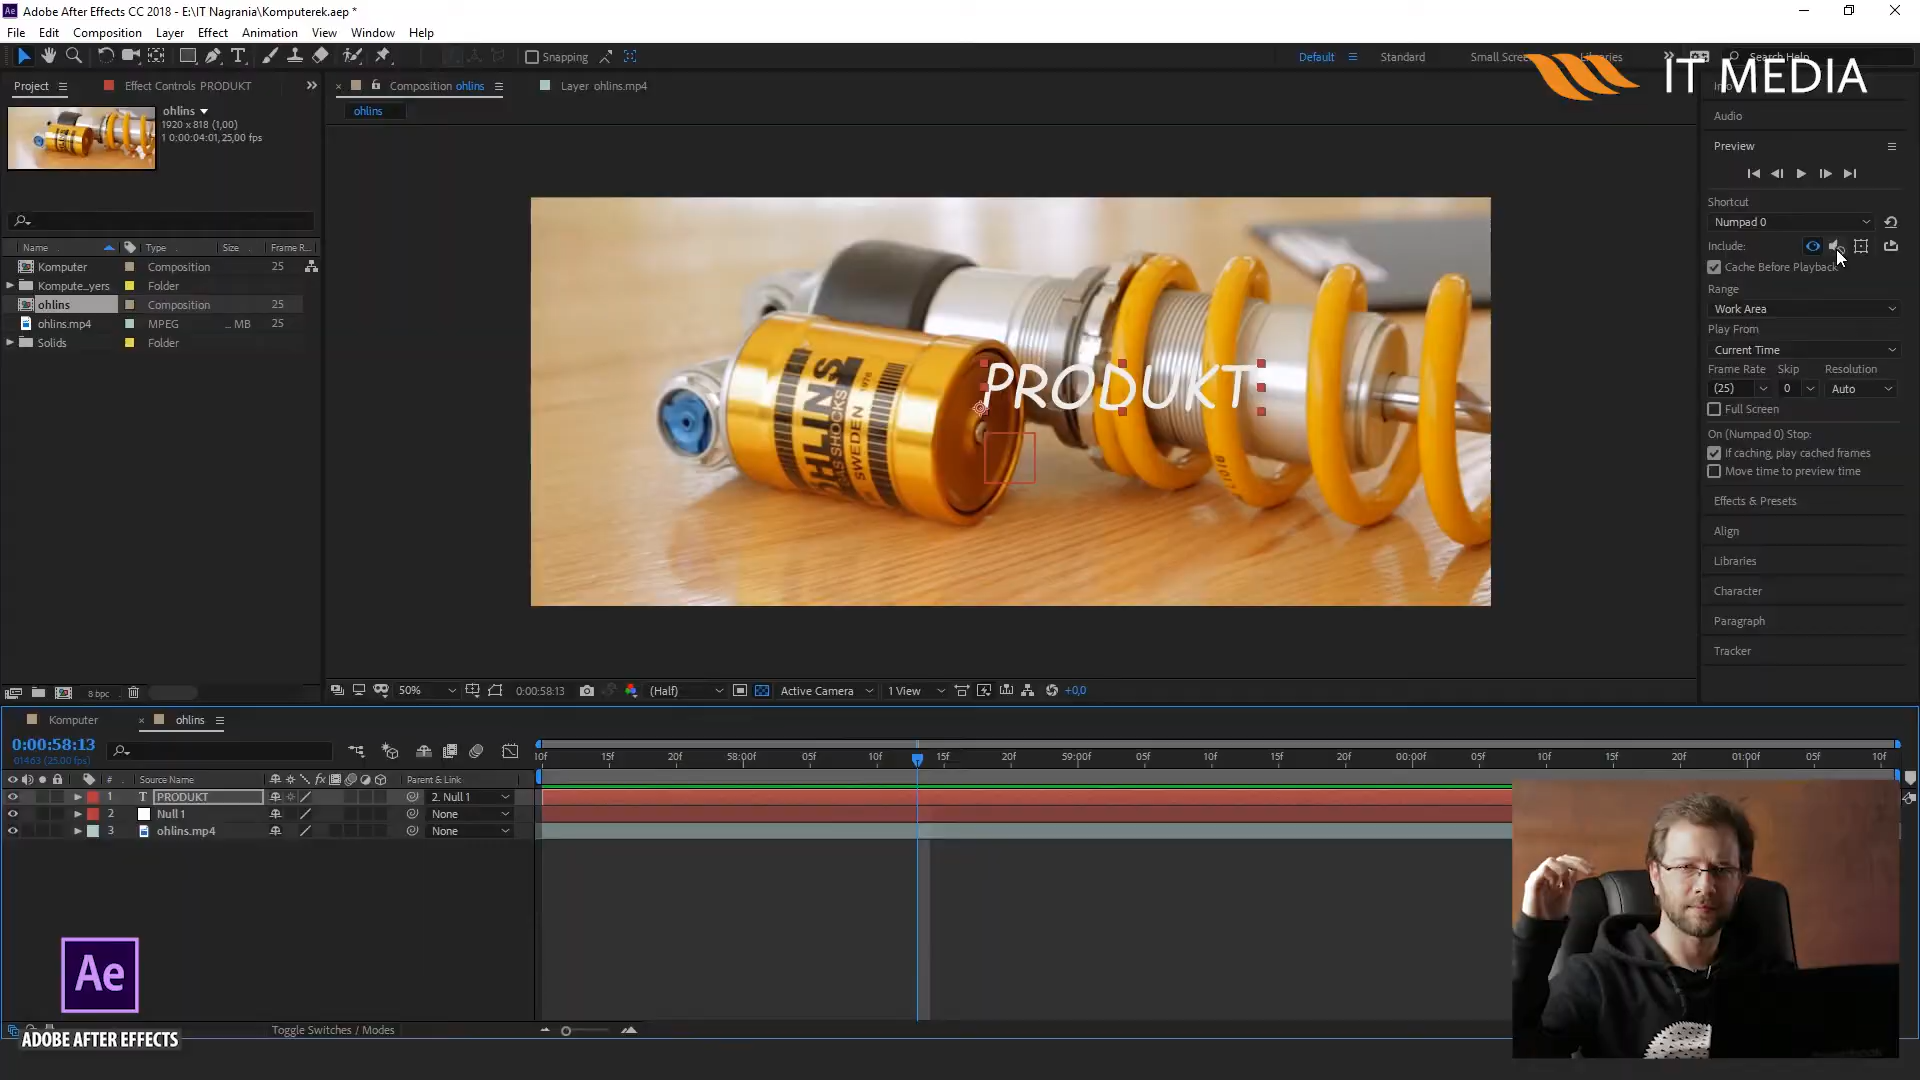 Adobe After Effects CC 2018 - E:\IT Nagrania\Komputerek.aep *
File Edit Composition Layer Effect Animation View Window Help
Snapping
Default Standard Small Scree Libraries Search Help
IT MEDIA
Project Effect Controls PRODUKT
ohlins
1920 x 818 (1,00)
0:00:04:01, 25,00 fps
Composition ohlins
Layer ohlins.mp4
ohlins
Name Type Size Frame R...
Komputer Composition 25
Kompute_yers Folder
ohlins Composition 25
ohlins.mp4 MPEG ... MB 25
Solids Folder
8 bpc
ÖHLINS
GAS SHOCKS
SWEDEN 1976
PRODUKT
50% 0:00:58:13 (Half) Active Camera 1 View +0,0
Audio
Preview
Shortcut
Numpad 0
Include:
Cache Before Playback
Range
Work Area
Play From
Current Time
Frame Rate Skip Resolution
(25) 0 Auto
Full Screen
On (Numpad 0) Stop:
If caching, play cached frames
Move time to preview time
Effects & Presets
Align
Libraries
Character
Paragraph
Tracker
Komputer
ohlins
0:00:58:13
01463 (25.00 fps)
10f 15f 20f 58:00f 05f 10f 15f 20f 59:00f 05f 10f 15f 20f 00:00f 05f 10f 15f 20f 01:00f 05f 10f
# Source Name Parent & Link
1 T PRODUKT 2. Null 1
2 Null 1 None
3 ohlins.mp4 None
Toggle Switches / Modes
Ae
ADOBE AFTER EFFECTS